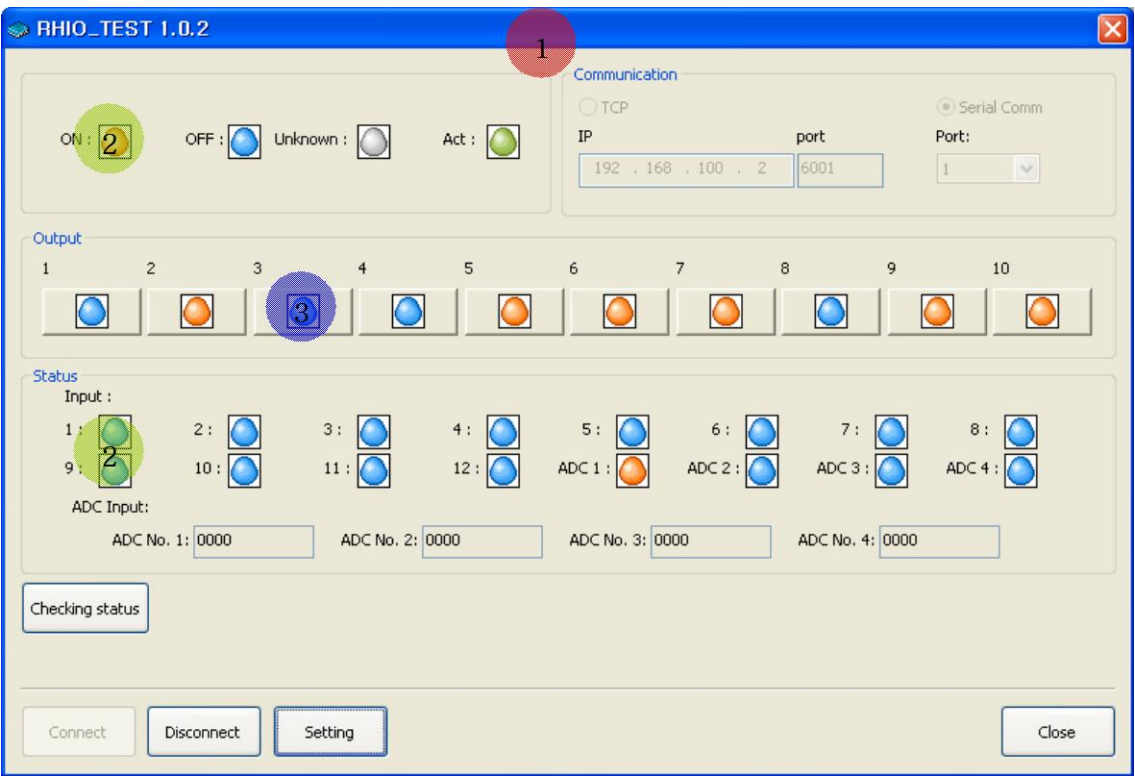 RHIO_TEST 1.0.2
1
Communication
TCP
Serial Comm
ON : 2 OFF : Unknown : Act :
IP port Port:
192 . 168 . 100 . 2 6001 1
Output
1 2 3 4 5 6 7 8 9 10
3
Status
Input :
1 : 2 : 3 : 4 : 5 : 6 : 7 : 8 :
2
9 : 10 : 11 : 12 : ADC 1 : ADC 2 : ADC 3 : ADC 4 :
ADC Input:
ADC No. 1: 0000 ADC No. 2: 0000 ADC No. 3: 0000 ADC No. 4: 0000
Checking status
Connect Disconnect Setting Close